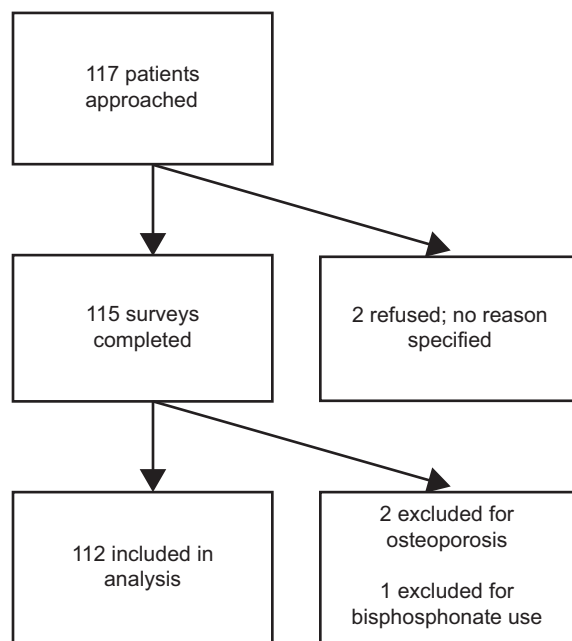 117 patients
approached
115 surveys
completed
2 refused; no reason
specified
112 included in
analysis
2 excluded for
osteoporosis
1 excluded for
bisphosphonate use